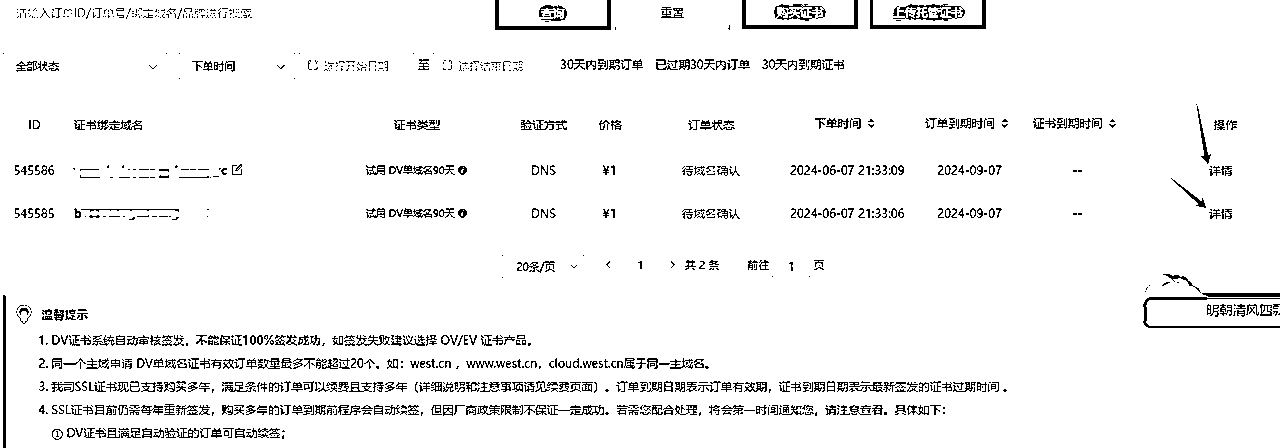 请输入订单ID/订单号/绑定域名/品牌进行搜索 查询 重置 购买证书 上传托管证书
全部状态 下单时间 选择开始日期 至 选择结束日期 30天内到期订单 已过期30天内订单 30天内到期证书
ID 证书绑定域名 证书类型 验证方式 价格 订单状态 下单时间 订单到期时间 证书到期时间 操作
545586 c 试用 DV单域名90天 DNS ¥1 待域名确认 2024-06-07 21:33:09 2024-09-07 -- 详情
545585 b 试用 DV单域名90天 DNS ¥1 待域名确认 2024-06-07 21:33:06 2024-09-07 -- 详情
20条/页 < 1 > 共 2 条 前往 1 页
温馨提示
明朝清风四
1. DV证书系统自动审核签发，不能保证100%签发成功，如签发失败建议选择 OV/EV 证书产品。
2. 同一个主域申请 DV单域名证书有效订单数量最多不能超过20个。如：west.cn ，www.west.cn，cloud.west.cn属于同一主域名。
3. 我司SSL证书现已支持购买多年，满足条件的订单可以续费且支持多年（详细说明和注意事项请见续费页面）。订单到期日期表示订单有效期，证书到期日期表示最新签发的证书过期时间 。
4. SSL证书目前仍需每年重新签发，购买多年的订单到期前程序会自动续签，但因厂商政策限制不保证一定成功。若需您配合处理，将会第一时间通知您，请注意查看。具体如下：
① DV证书且满足自动验证的订单可自动续签；